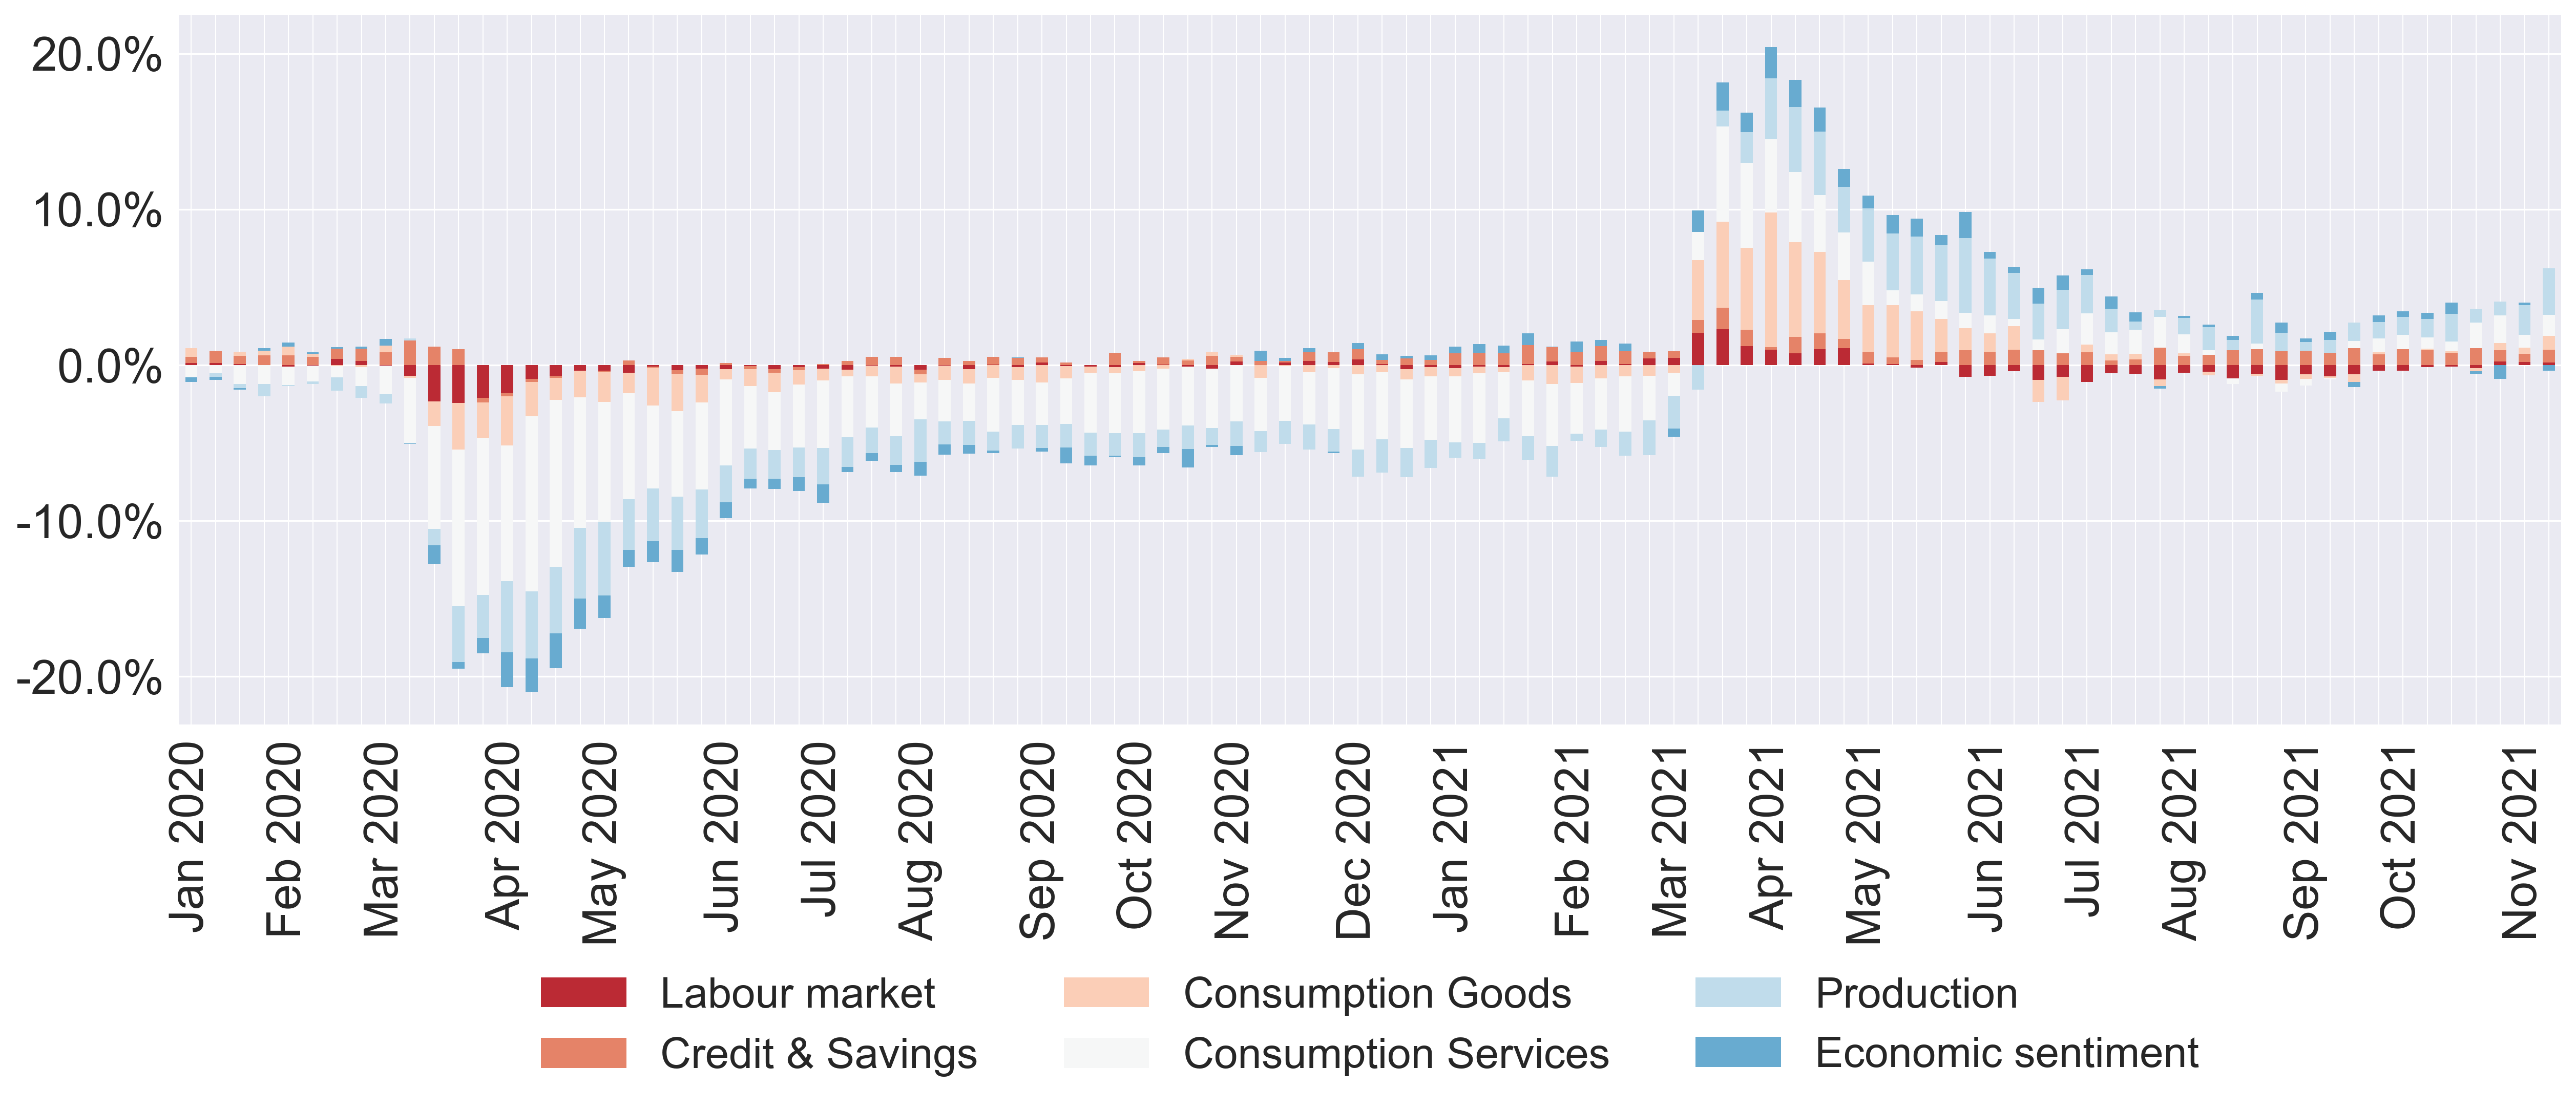 20.0%
10.0%
0.0%
-10.0%
-20.0%
Jan 2020
Feb 2020
Mar 2020
Apr 2020
May 2020
Jun 2020
Jul 2020
Aug 2020
Sep 2020
Oct 2020
Nov 2020
Dec 2020
Jan 2021
Feb 2021
Mar 2021
Apr 2021
May 2021
Jun 2021
Jul 2021
Aug 2021
Sep 2021
Oct 2021
Nov 2021
Labour market
Credit & Savings
Consumption Goods
Consumption Services
Production
Economic sentiment